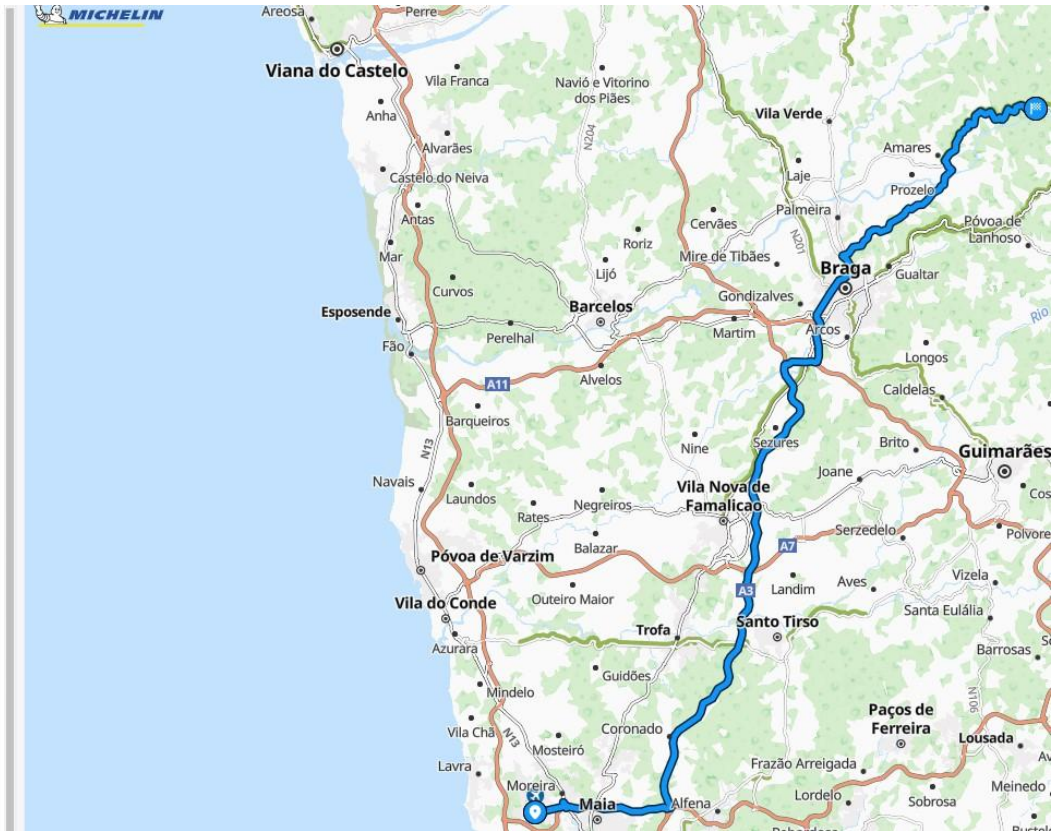 MICHELIN
Areosa
Perre
Viana do Castelo
Vila Franca
Navió e Vitorino
dos Piães
Anha
Vila Verde
N204
Alvarães
Amares
Laje
Castelo do Neiva
Prozelo
Palmeira
Antas
Cervães
Póvoa de
Lanhoso
Roriz
N201
Mar
Mire de Tibães
Lijó
Gualtar
Braga
Curvos
Gondizalves
Barcelos
Esposende
Martim
Arcos
Rio
Perelhal
Fão
Longos
Alvelos
A11
Caldelas
Barqueiros
Sezures
Brito
N13
Nine
Guimarães
Joane
Navais
Vila Nova de
Famalicao
Laundos
Negreiros
Cos
Rates
Serzedelo
Polvore
Balazar
A7
Póvoa de Varzim
Vizela
Landim
Aves
A3
Outeiro Maior
Vila do Conde
Santa Eulália
Santo Tirso
Trofa
Azurara
Barrosas
Guidões
Mindelo
N106
Paços de
Ferreira
Vila Chã
Coronado
N13
Lousada
Mosteiró
Av
Lavra
Frazão Arreigada
Moreira
Meinedo
Maia
Alfena
Lordelo
Sobrosa